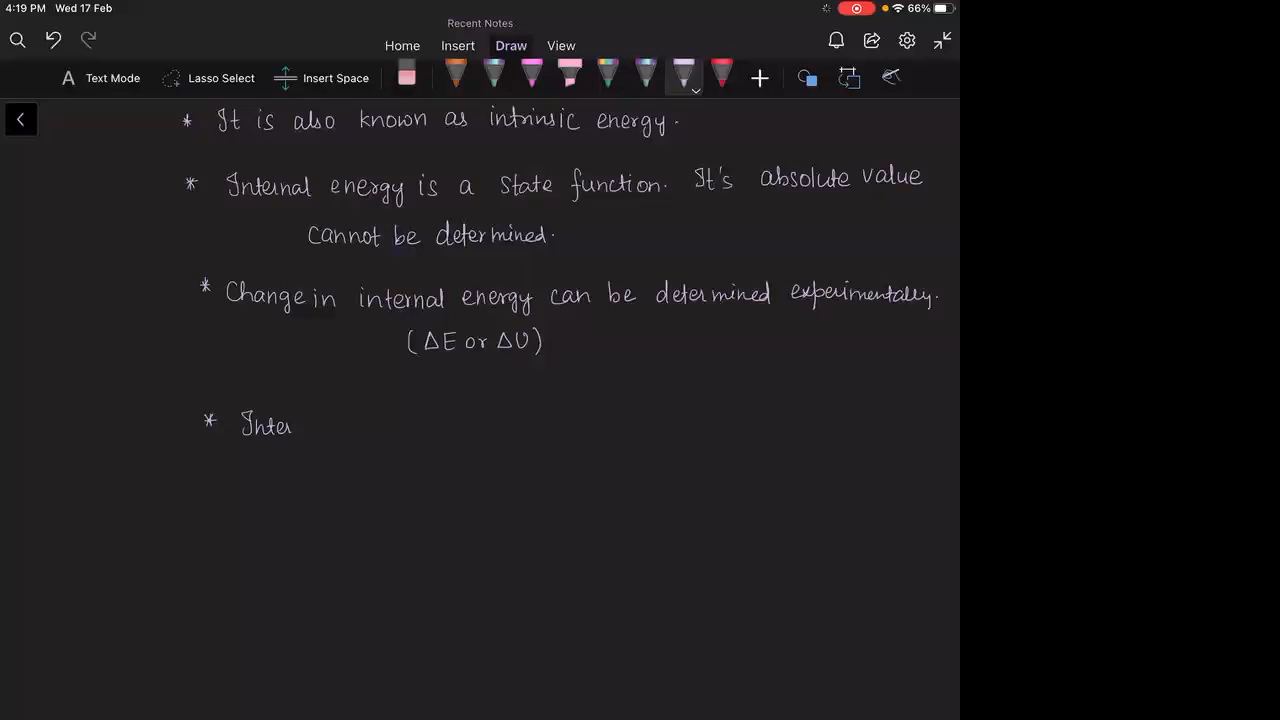 4:19 PM Wed 17 Feb
66%
Recent Notes
Home Insert Draw View
A Text Mode Lasso Select Insert Space
* It is also known as intrinsic energy.
* Internal energy is a state function. It's absolute value
cannot be determined.
* Change in internal energy can be determined experimentally.
(ΔE or ΔU)
* Inter